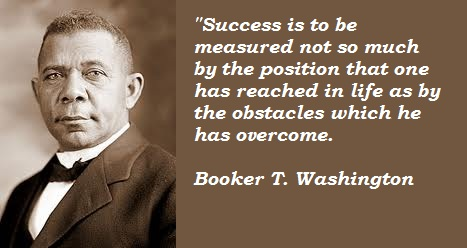 "Success is to be
measured not so much
by the position that one
has reached in life as by
the obstacles which he
has overcome.
Booker T. Washington